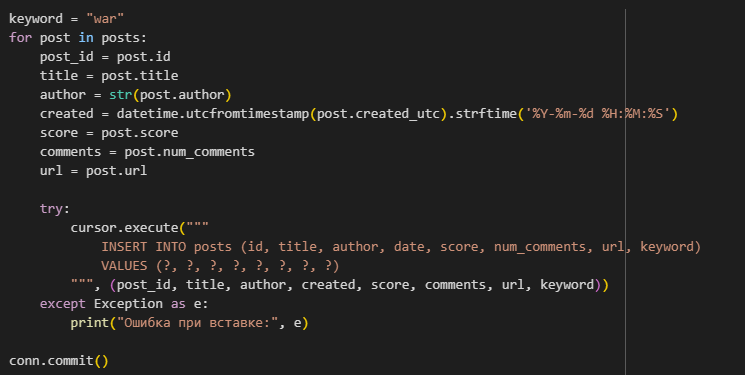 keyword = "war"
for post in posts:
    post_id = post.id
    title = post.title
    author = str(post.author)
    created = datetime.utcfromtimestamp(post.created_utc).strftime('%Y-%m-%d %H:%M:%S')
    score = post.score
    comments = post.num_comments
    url = post.url

    try:
        cursor.execute("""
            INSERT INTO posts (id, title, author, date, score, num_comments, url, keyword)
            VALUES (?, ?, ?, ?, ?, ?, ?, ?)
        """, (post_id, title, author, created, score, comments, url, keyword))
    except Exception as e:
        print("Ошибка при вставке:", e)

conn.commit()